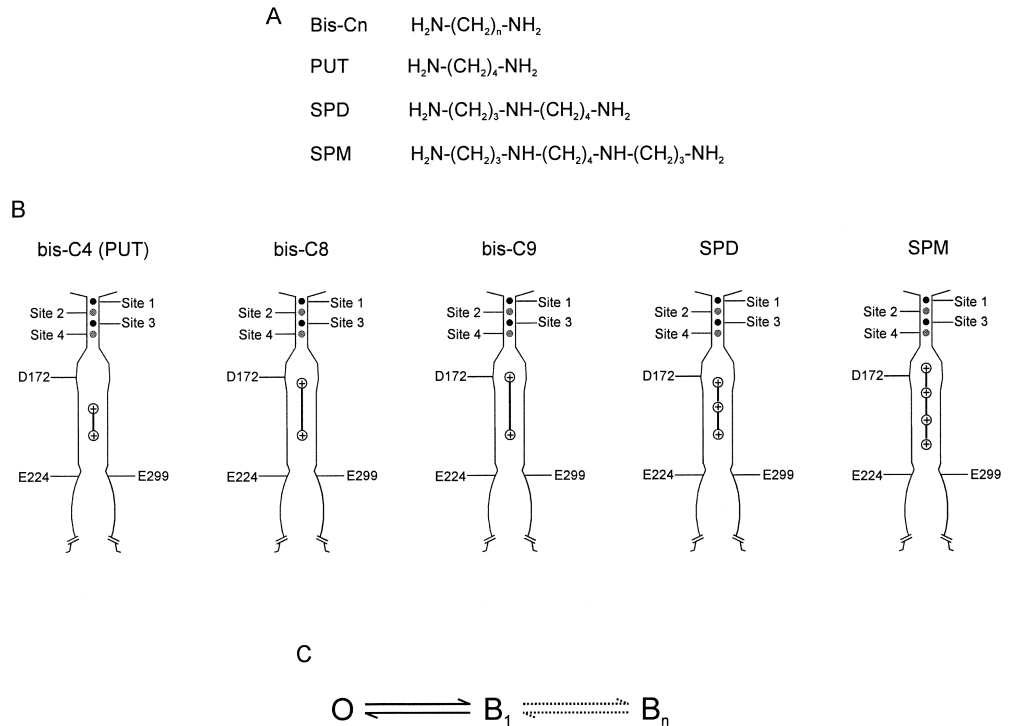 A
Bis-Cn H₂N-(CH₂)ₙ-NH₂
PUT H₂N-(CH₂)₄-NH₂
SPD H₂N-(CH₂)₃-NH-(CH₂)₄-NH₂
SPM H₂N-(CH₂)₃-NH-(CH₂)₄-NH-(CH₂)₃-NH₂
B
bis-C4 (PUT) bis-C8 bis-C9 SPD SPM
Site 1 Site 1 Site 1 Site 1 Site 1
Site 2 Site 2 Site 2 Site 2 Site 2
Site 3 Site 3 Site 3 Site 3 Site 3
Site 4 Site 4 Site 4 Site 4 Site 4
D172 D172 D172 D172 D172
E224 E299 E224 E299 E224 E299 E224 E299 E224 E299
C
O B₁ Bₙ